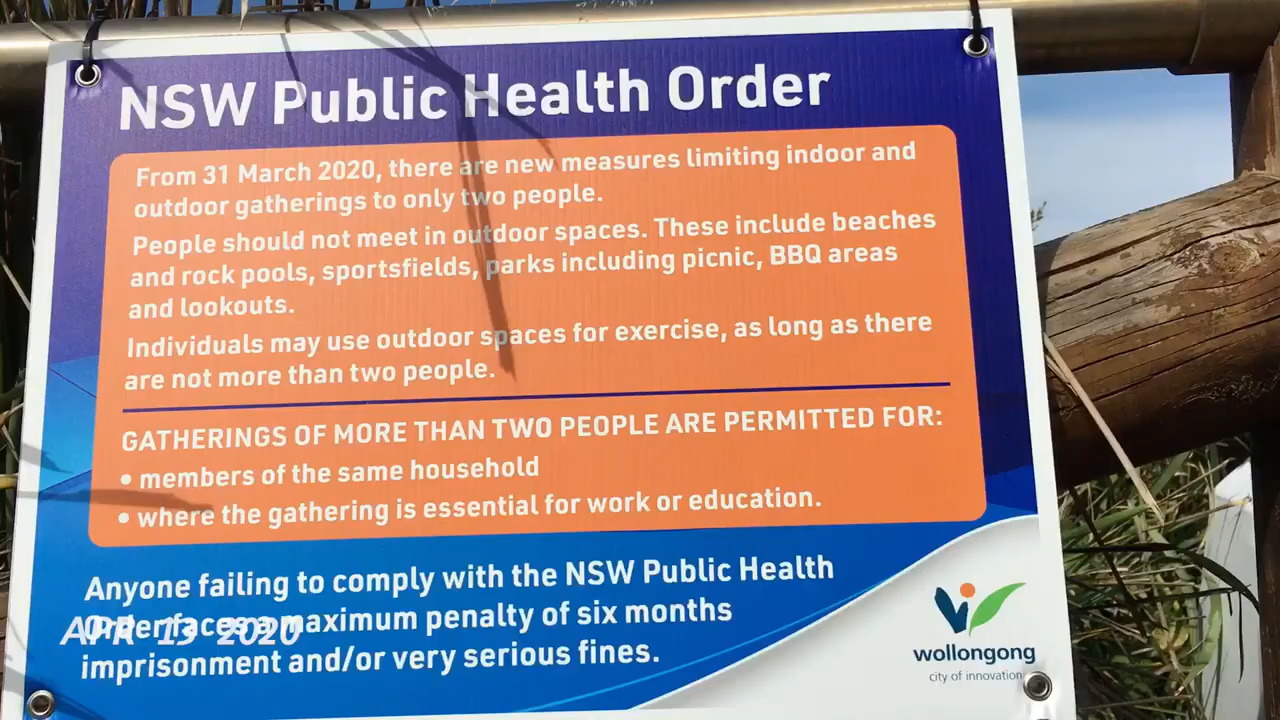 NSW Public Health Order
From 31 March 2020, there are new measures limiting indoor and
outdoor gatherings to only two people.
People should not meet in outdoor spaces. These include beaches
and rock pools, sportsfields, parks including picnic, BBQ areas
and lookouts.
Individuals may use outdoor spaces for exercise, as long as there
are not more than two people.
GATHERINGS OF MORE THAN TWO PEOPLE ARE PERMITTED FOR:
• members of the same household
• where the gathering is essential for work or education.
Anyone failing to comply with the NSW Public Health
Order faces a maximum penalty of six months
imprisonment and/or very serious fines.
APR 13 2020
wollongong
city of innovation